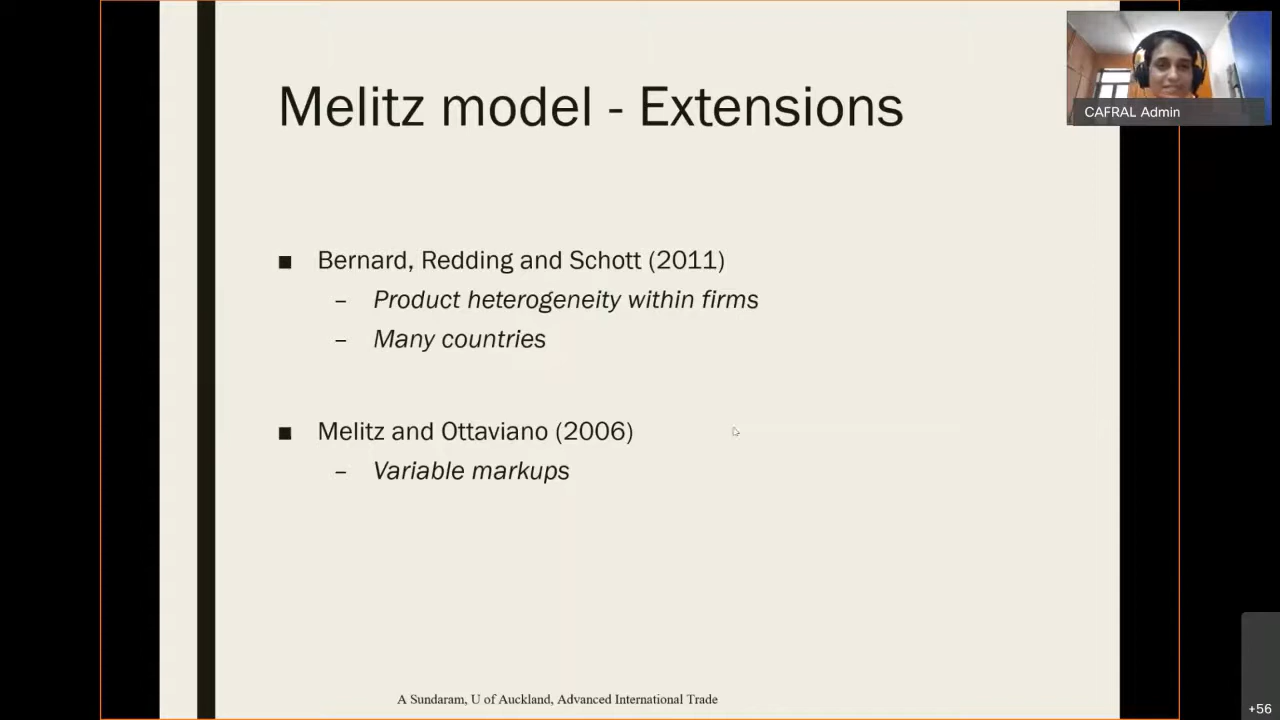 Melitz model - Extensions
CAFRAL Admin
■ Bernard, Redding and Schott (2011)
– Product heterogeneity within firms
– Many countries
■ Melitz and Ottaviano (2006)
– Variable markups
A Sundaram, U of Auckland, Advanced International Trade
+56